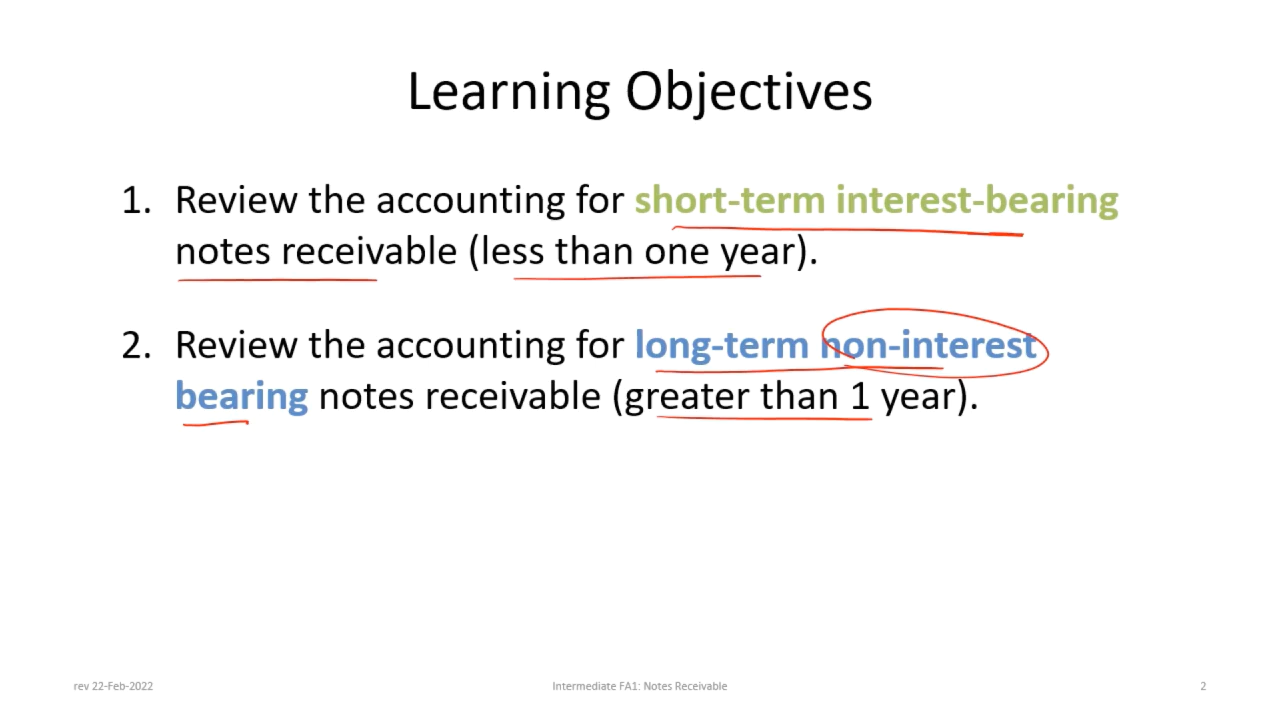 Learning Objectives
1. Review the accounting for short-term interest-bearing
notes receivable (less than one year).
2. Review the accounting for long-term non-interest
bearing notes receivable (greater than 1 year).
rev 22-Feb-2022
Intermediate FA1: Notes Receivable
2